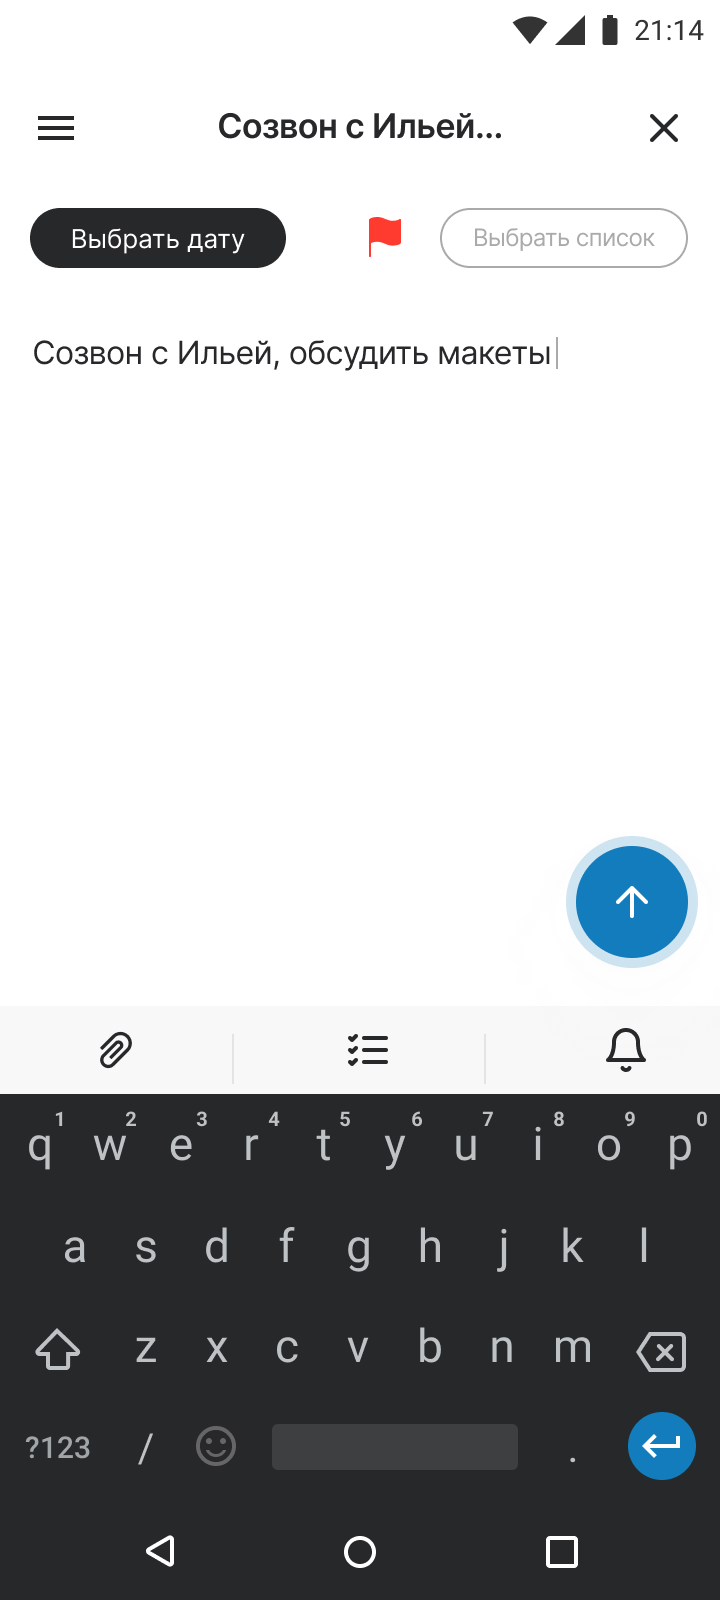 21:14
Созвон с Ильей...
Выбрать дату
Выбрать список
Созвон с Ильей, обсудить макеты
1 2 3 4 5 6 7 8 9 0
q w e r t y u i o p
a s d f g h j k l
z x c v b n m
?123 / .